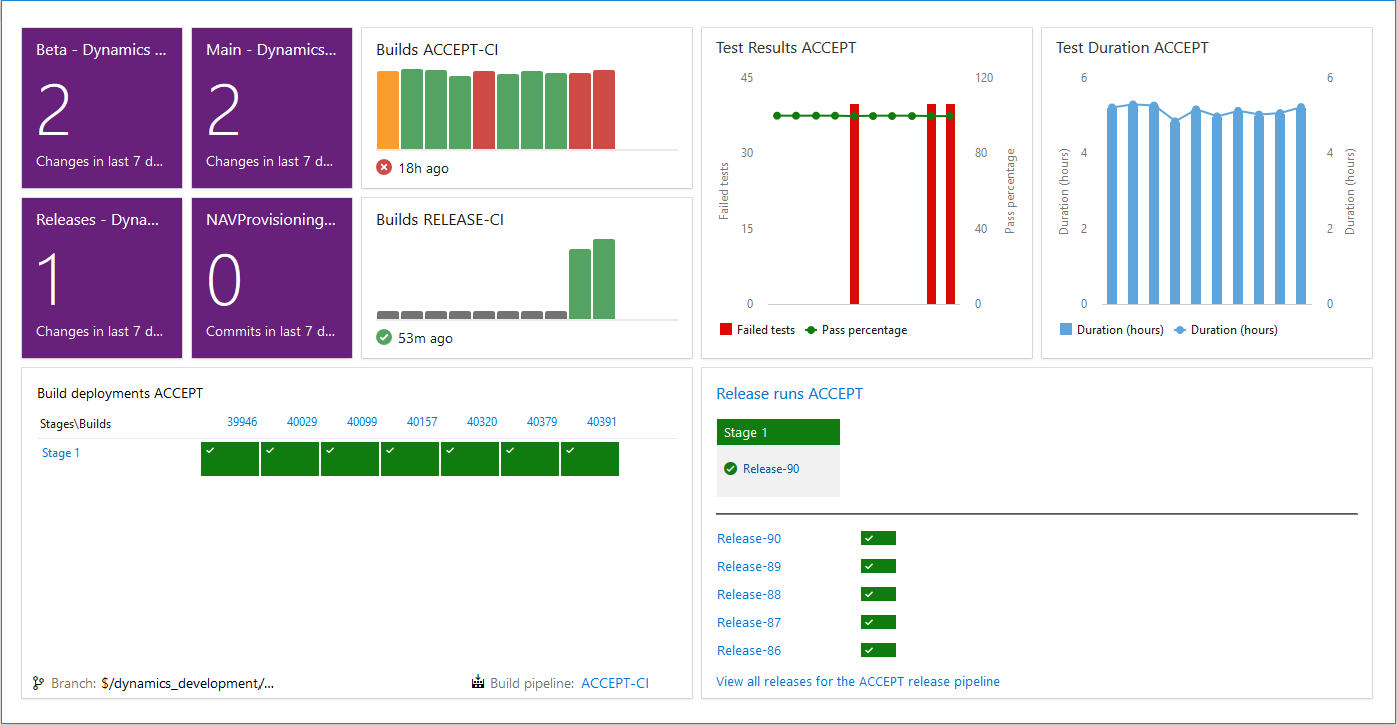 Beta - Dynamics ...
2
Changes in last 7 d...
Main - Dynamics...
2
Changes in last 7 d...
Builds ACCEPT-CI
18h ago
Test Results ACCEPT
45
30
15
0
Failed tests
120
80
40
0
Pass percentage
Failed tests
Pass percentage
Test Duration ACCEPT
6
4
2
0
Duration (hours)
6
4
2
0
Duration (hours)
Duration (hours)
Duration (hours)
Releases - Dyna...
1
Changes in last 7 d...
NAVProvisioning...
0
Commits in last 7 d...
Builds RELEASE-CI
53m ago
Build deployments ACCEPT
Stages\Builds 39946 40029 40099 40157 40320 40379 40391
Stage 1
Branch: $/dynamics_development/...
Build pipeline: ACCEPT-CI
Release runs ACCEPT
Stage 1
Release-90
Release-90
Release-89
Release-88
Release-87
Release-86
View all releases for the ACCEPT release pipeline